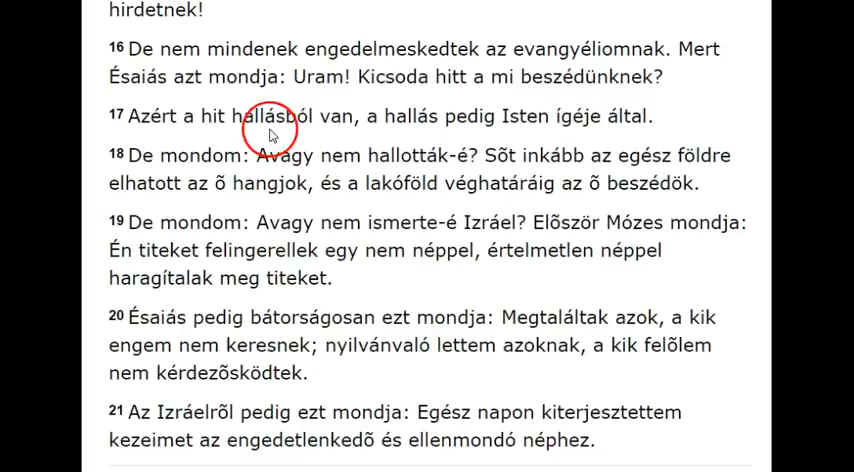 hirdetnek!
16 De nem mindenek engedelmeskedtek az evangyéliomnak. Mert
Ésaiás azt mondja: Uram! Kicsoda hitt a mi beszédünknek?
17 Azért a hit hallásból van, a hallás pedig Isten ígéje által.
18 De mondom: Avagy nem hallották-é? Sõt inkább az egész földre
elhatott az õ hangjok, és a lakóföld véghatáráig az õ beszédök.
19 De mondom: Avagy nem ismerte-é Izráel? Elõször Mózes mondja:
Én titeket felingerellek egy nem néppel, értelmetlen néppel
haragítalak meg titeket.
20 Ésaiás pedig bátorságosan ezt mondja: Megtaláltak azok, a kik
engem nem keresnek; nyilvánvaló lettem azoknak, a kik felõlem
nem kérdezõsködtek.
21 Az Izráelrõl pedig ezt mondja: Egész napon kiterjesztettem
kezeimet az engedetlenkedõ és ellenmondó néphez.